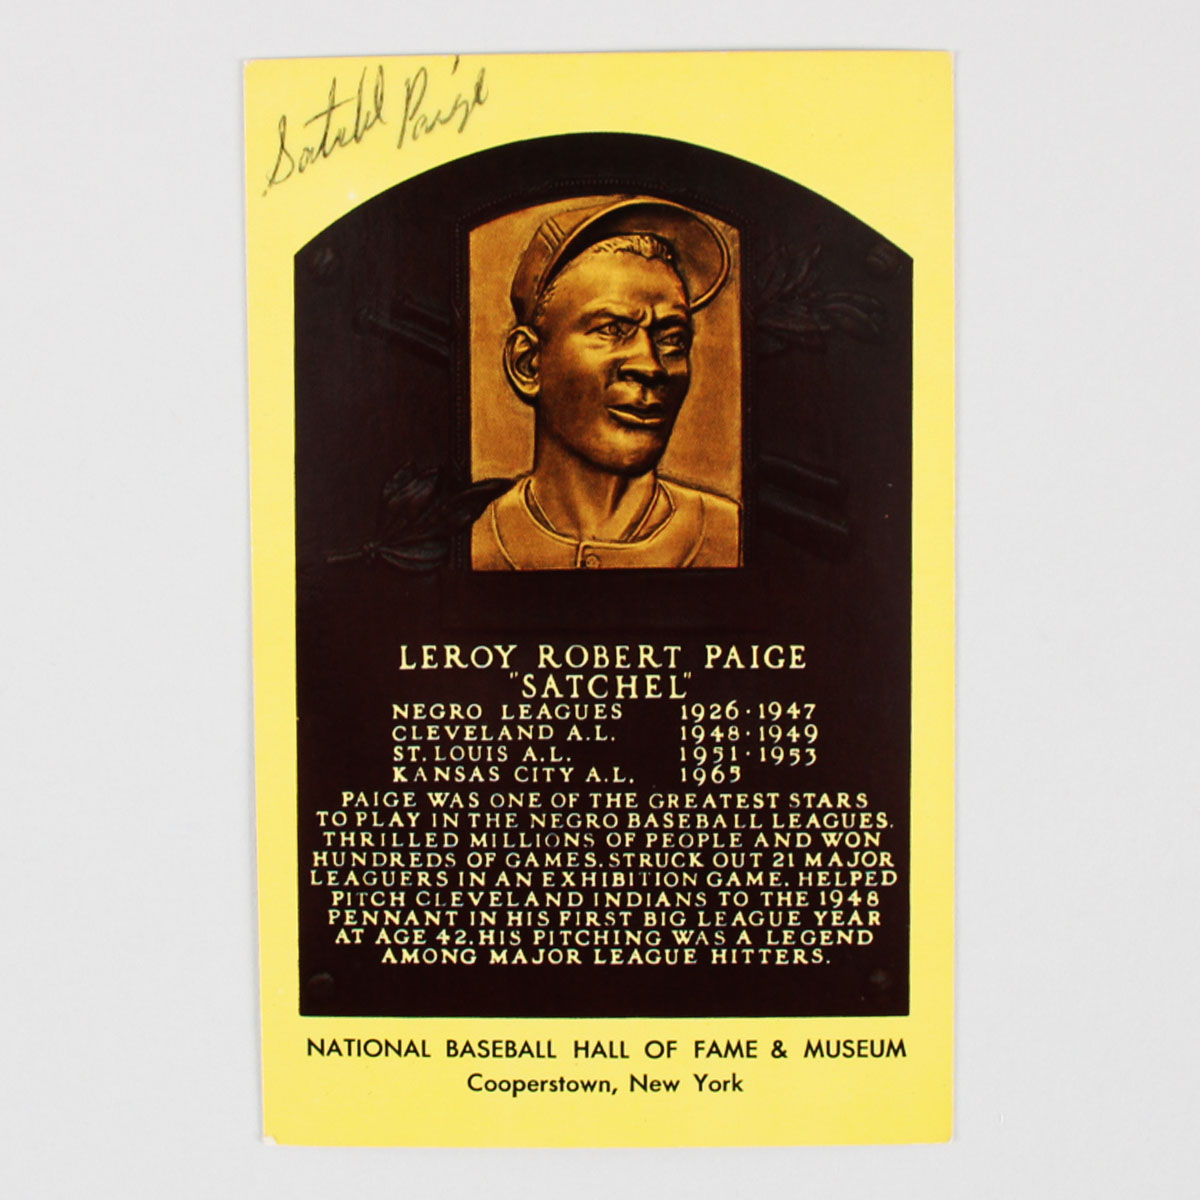 Satchel Paige
LEROY ROBERT PAIGE
"SATCHEL"
NEGRO LEAGUES 1926·1947
CLEVELAND A.L. 1948·1949
ST. LOUIS A.L. 1951·1953
KANSAS CITY A.L. 1965
PAIGE WAS ONE OF THE GREATEST STARS
TO PLAY IN THE NEGRO BASEBALL LEAGUES.
THRILLED MILLIONS OF PEOPLE AND WON
HUNDREDS OF GAMES. STRUCK OUT 21 MAJOR
LEAGUERS IN AN EXHIBITION GAME. HELPED
PITCH CLEVELAND INDIANS TO THE 1948
PENNANT IN HIS FIRST BIG LEAGUE YEAR
AT AGE 42. HIS PITCHING WAS A LEGEND
AMONG MAJOR LEAGUE HITTERS.
NATIONAL BASEBALL HALL OF FAME & MUSEUM
Cooperstown, New York